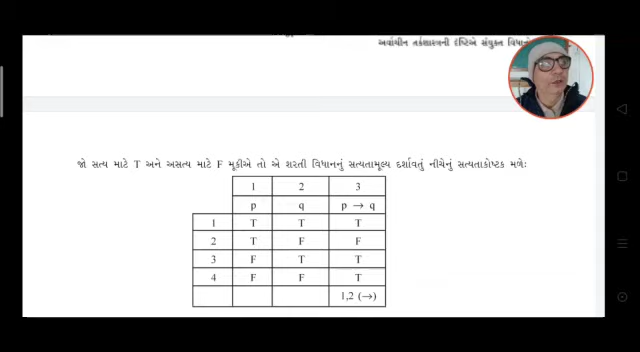 અર્વાચીન તર્કશાસ્ત્રની દૃષ્ટિએ સંયુક્ત
જો સત્ય માટે T અને અસત્ય માટે F મૂકીએ તો એ શરતી વિધાનનું સત્યતામૂલ્ય દર્શાવતું નીચેનું સત્યતાકોષ્ટક મળે:
1 2 3
p q p → q
1 T T T
2 T F F
3 F T T
4 F F T
1,2 (→)